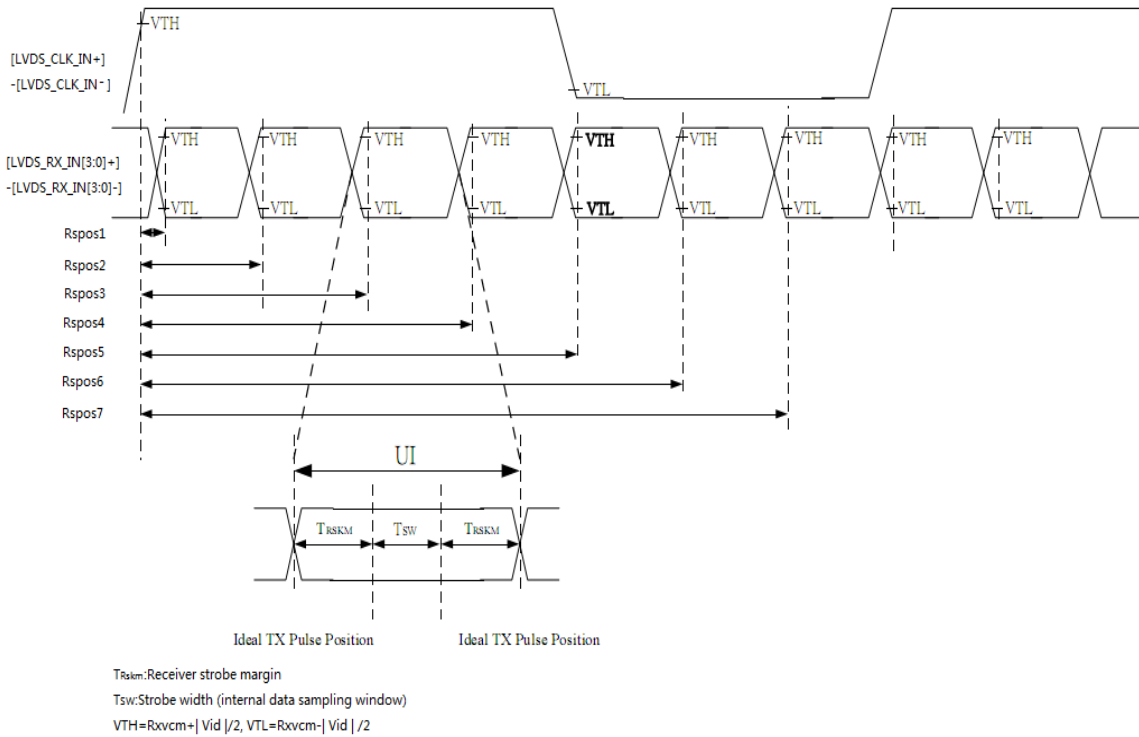 VTH
[LVDS_CLK_IN+]
-[LVDS_CLK_IN-]
VTL
VTH VTH VTH VTH VTH VTH VTH VTH VTH
[LVDS_RX_IN[3:0]+]
-[LVDS_RX_IN[3:0]-]
VTL VTL VTL VTL VTL VTL VTL VTL VTL
Rspos1
Rspos2
Rspos3
Rspos4
Rspos5
Rspos6
Rspos7
UI
TRSKM TSW TRSKM
Ideal TX Pulse Position Ideal TX Pulse Position
TRskm:Receiver strobe margin
Tsw:Strobe width (internal data sampling window)
VTH=Rxvcm+| Vid |/2, VTL=Rxvcm-| Vid | /2